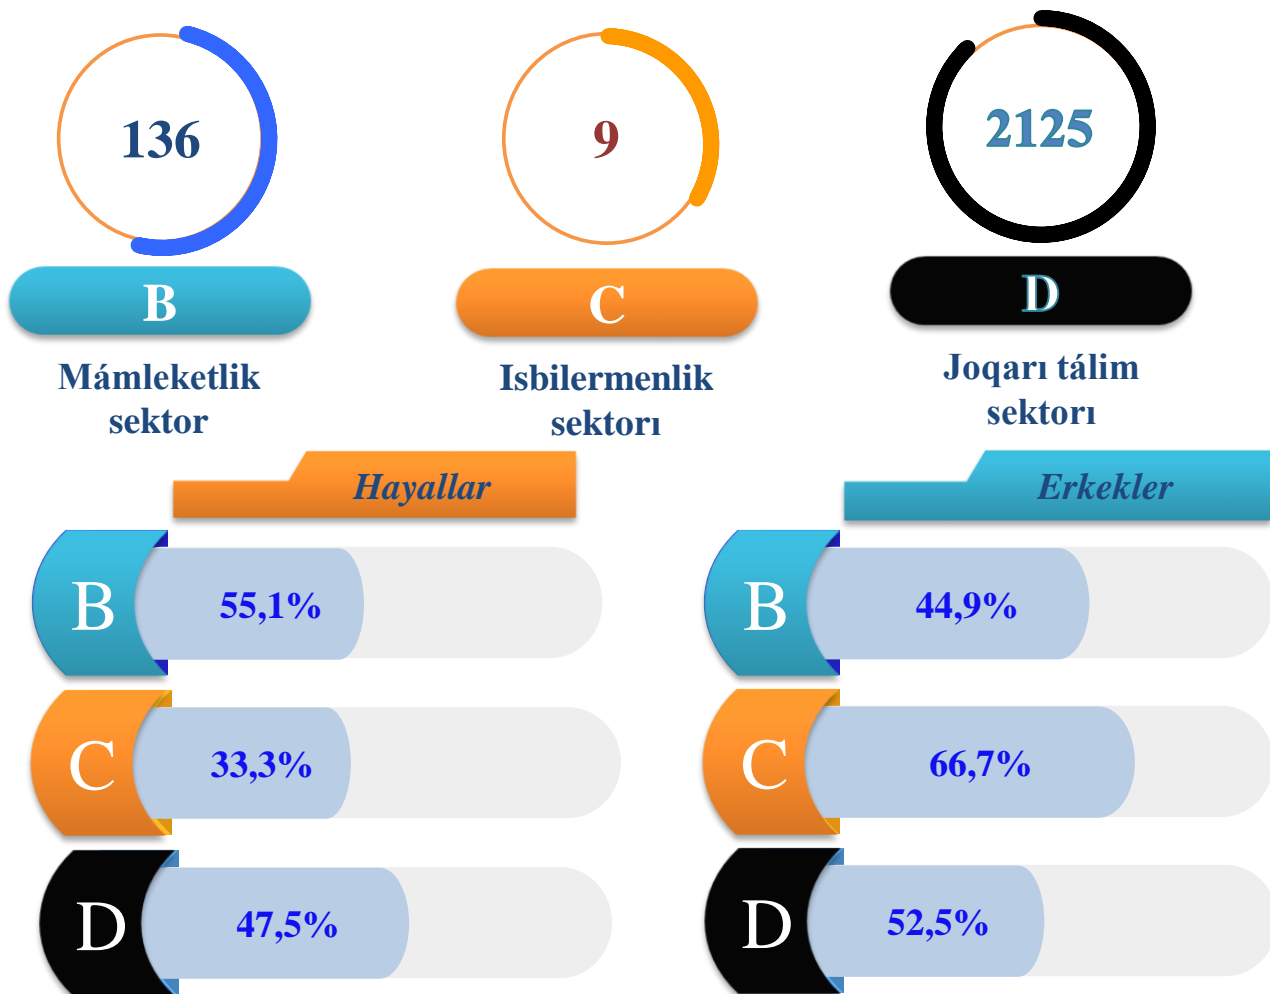 136
9
2125
B
C
D
Mámleketlik
sektor
Isbilermenlik
sektorı
Joqarı tálim
sektorı
Hayallar
Erkekler
B
55,1%
B
44,9%
C
33,3%
C
66,7%
D
47,5%
D
52,5%